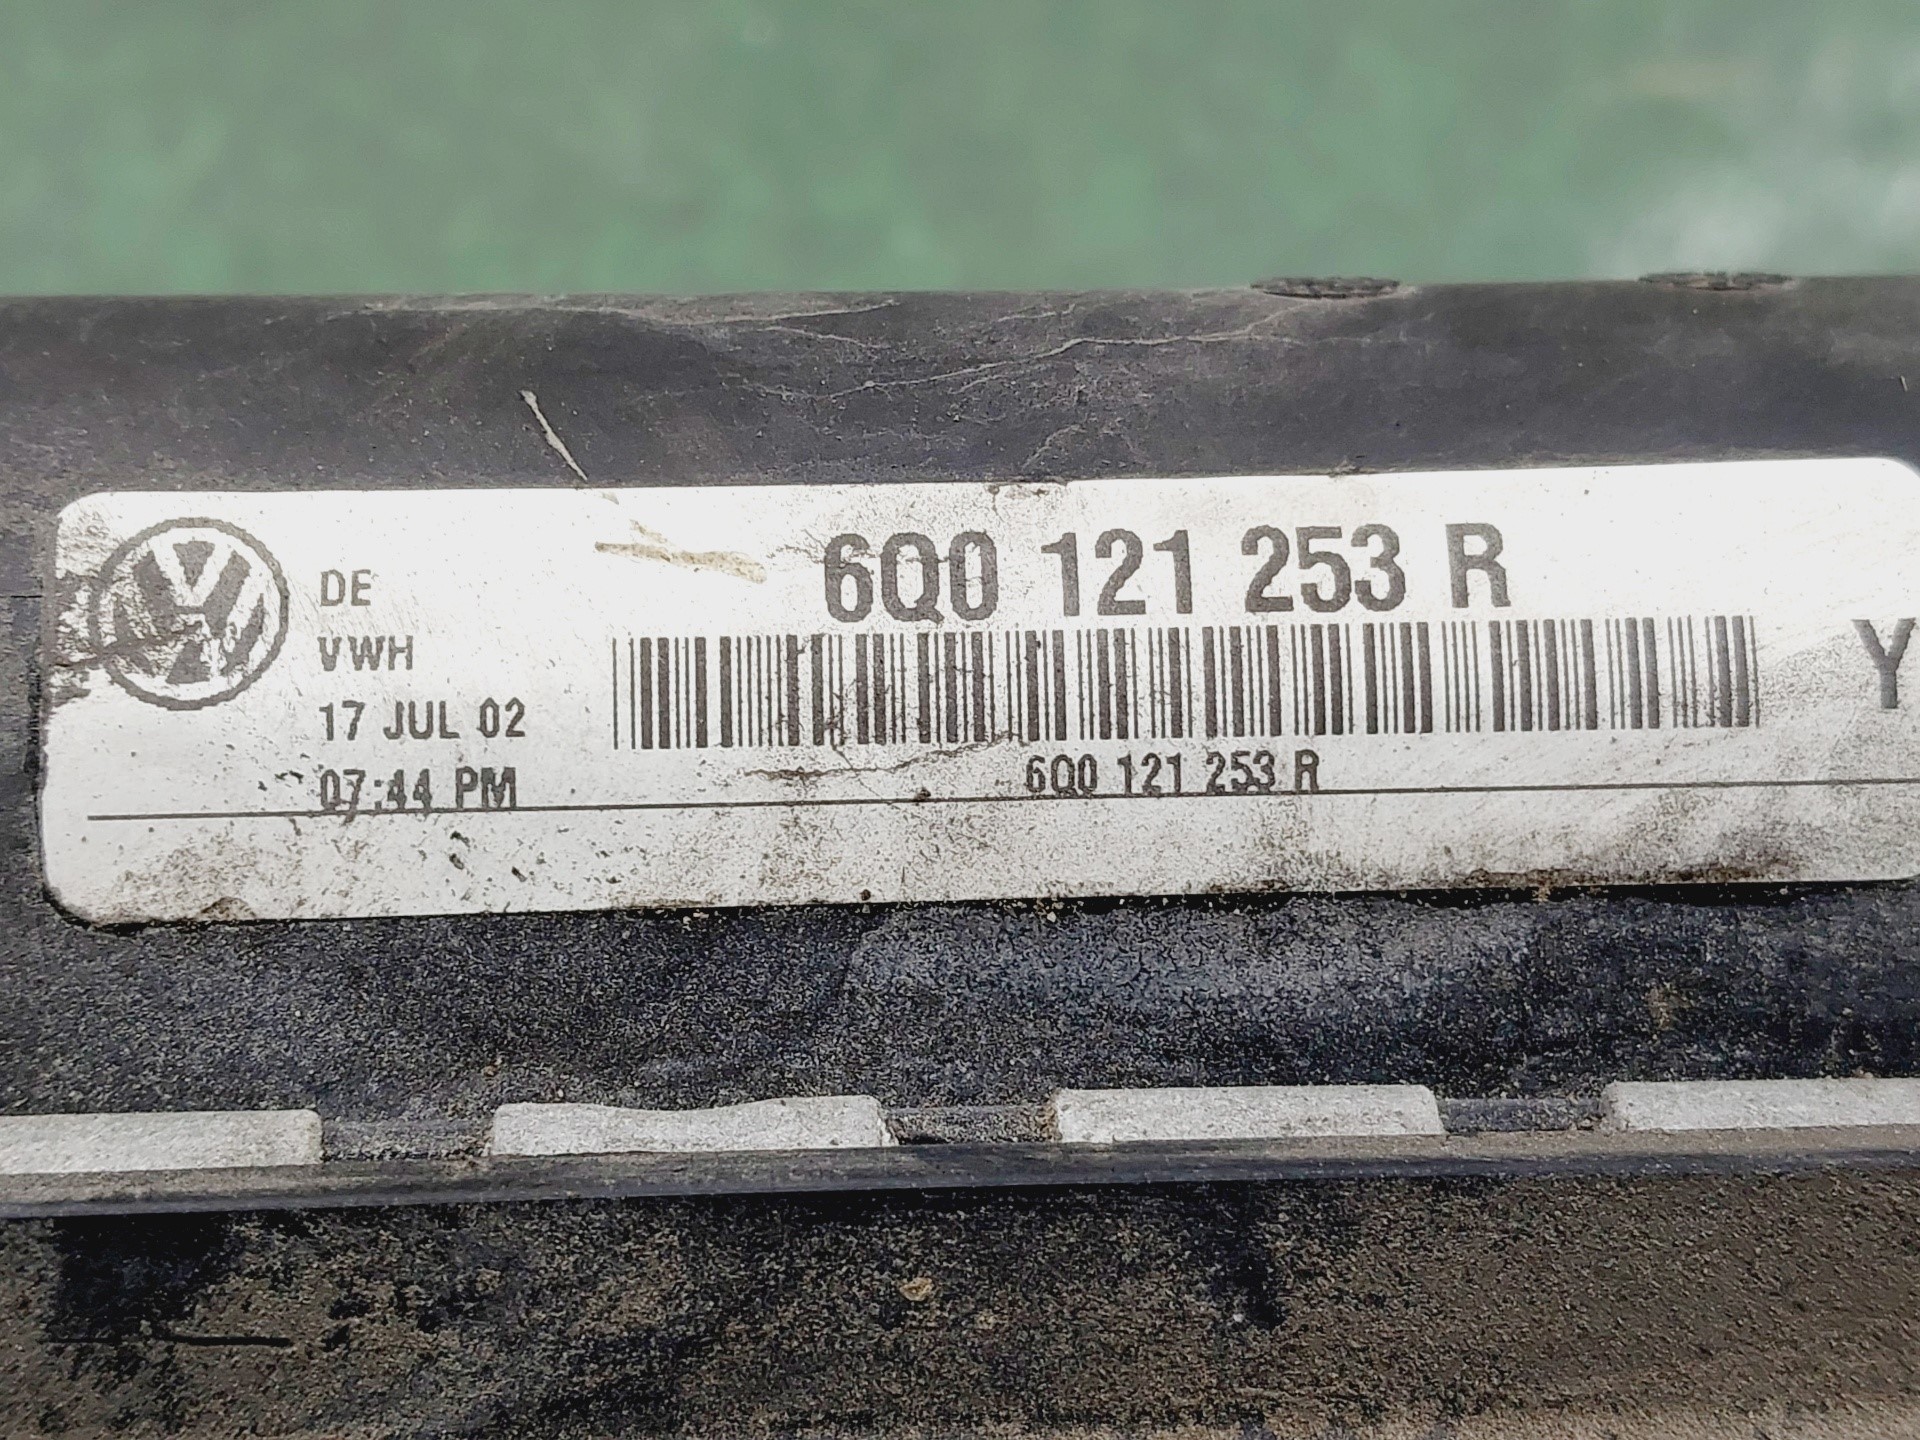 6Q0 121 253 R
DE
VWH
17 JUL 02
07:44 PM
Y
6Q0 121 253 R